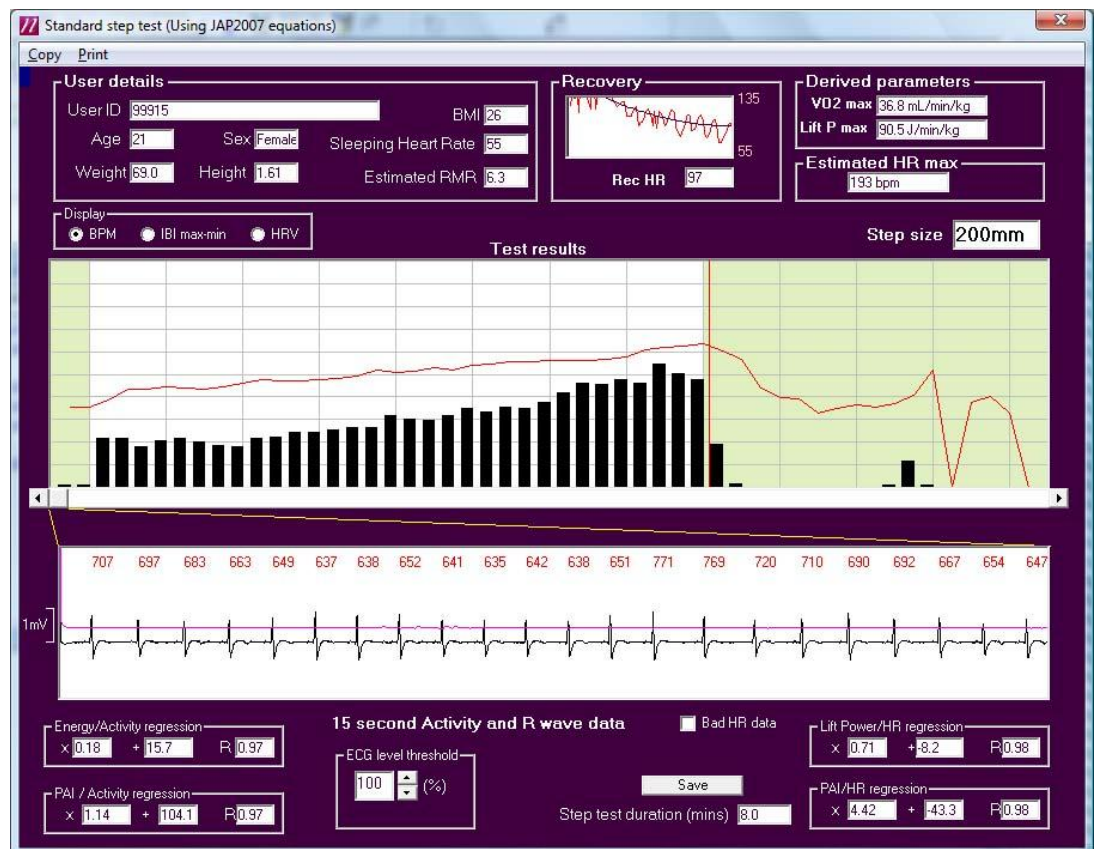 Standard step test (Using JAP2007 equations)
Copy Print
User details
User ID 99915
BMI 26
Age 21 Sex Female
Sleeping Heart Rate 55
Weight 69.0 Height 1.61
Estimated RMR 6.3
Recovery
135
55
Rec HR 97
Derived parameters
VO2 max 36.8 mL/min/kg
Lift P max 90.5 J/min/kg
Estimated HR max
193 bpm
Display
BPM IBI max-min HRV
Step size 200mm
Test results
707 697 683 663 649 637 638 652 641 635 642 638 651 771 769 720 710 690 692 667 654 647
1mV
Energy/Activity regression
x 0.18 + 15.7 R 0.97
PAI / Activity regression
x 1.14 + 104.1 R 0.97
15 second Activity and R wave data
Bad HR data
ECG level threshold
100 (%)
Save
Step test duration (mins) 8.0
Lift Power/HR regression
x 0.71 + -8.2 R 0.98
PAI/HR regression
x 4.42 + -43.3 R 0.98